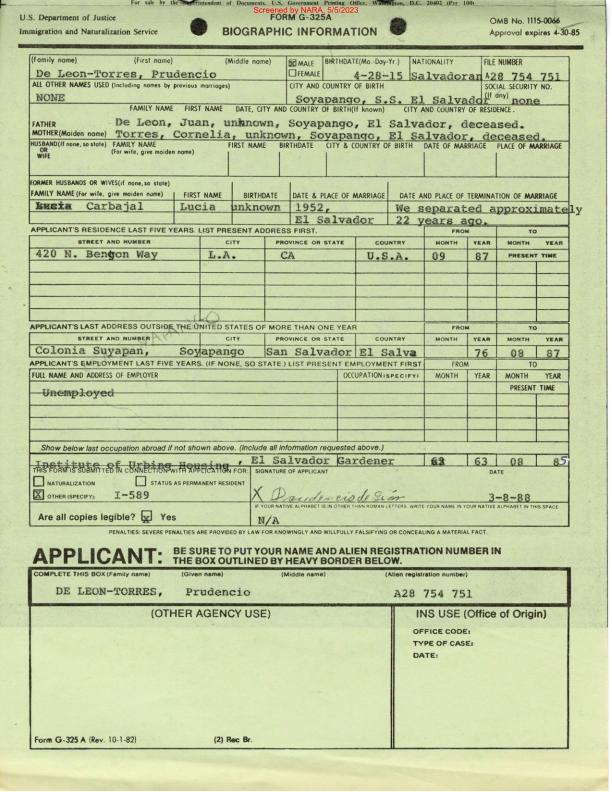 For sale by the Superintendent of Documents, U.S. Government Printing Office, Washington, D.C. 20402 (Per 100)
Screened by NARA, 5/5/2023
U.S. Department of Justice
Immigration and Naturalization Service
FORM G-325A
BIOGRAPHIC INFORMATION
OMB No. 1115-0066
Approval expires 4-30-85
(Family name) (First name) (Middle name) MALE BIRTHDATE(Mo.-Day-Yr.) NATIONALITY FILE NUMBER
De Leon-Torres, Prudencio FEMALE 4-28-15 Salvadoran A28 754 751
ALL OTHER NAMES USED (Including names by previous marriages) CITY AND COUNTRY OF BIRTH SOCIAL SECURITY NO. (If any)
NONE Soyapango, S.S. El Salvador none
FAMILY NAME FIRST NAME DATE, CITY AND COUNTRY OF BIRTH(If known) CITY AND COUNTRY OF RESIDENCE.
FATHER De Leon, Juan, unknown, Soyapango, El Salvador, deceased.
MOTHER(Maiden name) Torres, Cornelia, unknown, Soyapango, El Salvador, deceased.
HUSBAND(If none, so state) OR WIFE FAMILY NAME (For wife, give maiden name) FIRST NAME BIRTHDATE CITY & COUNTRY OF BIRTH DATE OF MARRIAGE PLACE OF MARRIAGE
FORMER HUSBANDS OR WIVES(if none, so state)
FAMILY NAME (For wife, give maiden name) FIRST NAME BIRTHDATE DATE & PLACE OF MARRIAGE DATE AND PLACE OF TERMINATION OF MARRIAGE
Lucia Carbajal Lucia unknown 1952, We separated approximately
El Salvador 22 years ago.
APPLICANT'S RESIDENCE LAST FIVE YEARS. LIST PRESENT ADDRESS FIRST. FROM TO
STREET AND NUMBER CITY PROVINCE OR STATE COUNTRY MONTH YEAR MONTH YEAR
420 N. Bengon Way L.A. CA U.S.A. 09 87 PRESENT TIME
SOYAPANGO
APPLICANT'S LAST ADDRESS OUTSIDE THE UNITED STATES OF MORE THAN ONE YEAR FROM TO
STREET AND NUMBER CITY PROVINCE OR STATE COUNTRY MONTH YEAR MONTH YEAR
Colonia Suyapan, Soyapango San Salvador El Salva 76 08 87
APPLICANT'S EMPLOYMENT LAST FIVE YEARS. (IF NONE, SO STATE) LIST PRESENT EMPLOYMENT FIRST FROM TO
FULL NAME AND ADDRESS OF EMPLOYER OCCUPATION(SPECIFY) MONTH YEAR MONTH YEAR
Unemployed PRESENT TIME
Show below last occupation abroad if not shown above. (Include all information requested above.)
Institute of Urbing Housing, El Salvador Gardener 63 63 08 85
THIS FORM IS SUBMITTED IN CONNECTION WITH APPLICATION FOR: SIGNATURE OF APPLICANT DATE
NATURALIZATION STATUS AS PERMANENT RESIDENT
X OTHER (SPECIFY): I-589 X Prudencio de León 3-8-88
IF YOUR NATIVE ALPHABET IS IN OTHER THAN ROMAN LETTERS, WRITE YOUR NAME IN YOUR NATIVE ALPHABET IN THIS SPACE
Are all copies legible? X Yes N/A
PENALTIES: SEVERE PENALTIES ARE PROVIDED BY LAW FOR KNOWINGLY AND WILLFULLY FALSIFYING OR CONCEALING A MATERIAL FACT.
APPLICANT: BE SURE TO PUT YOUR NAME AND ALIEN REGISTRATION NUMBER IN
THE BOX OUTLINED BY HEAVY BORDER BELOW.
COMPLETE THIS BOX (Family name) (Given name) (Middle name) (Alien registration number)
DE LEON-TORRES, Prudencio A28 754 751
(OTHER AGENCY USE) INS USE (Office of Origin)
OFFICE CODE:
TYPE OF CASE:
DATE:
Form G-325 A (Rev. 10-1-82) (2) Rec Br.